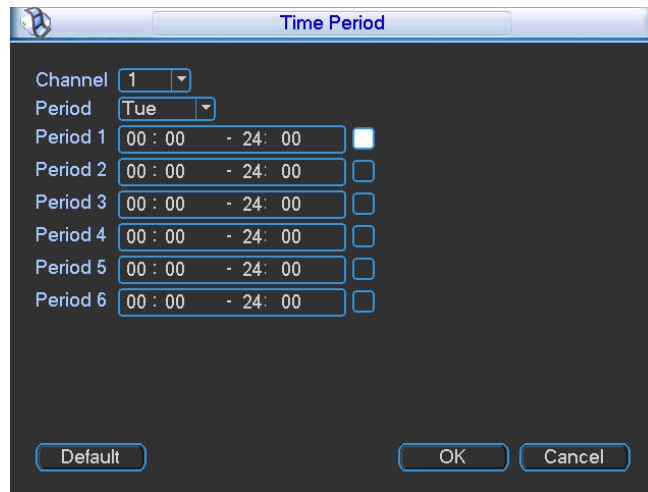 Time Period
Channel 1
Period Tue
Period 1 00 : 00 - 24: 00
Period 2 00 : 00 - 24: 00
Period 3 00 : 00 - 24: 00
Period 4 00 : 00 - 24: 00
Period 5 00 : 00 - 24: 00
Period 6 00 : 00 - 24: 00
Default OK Cancel